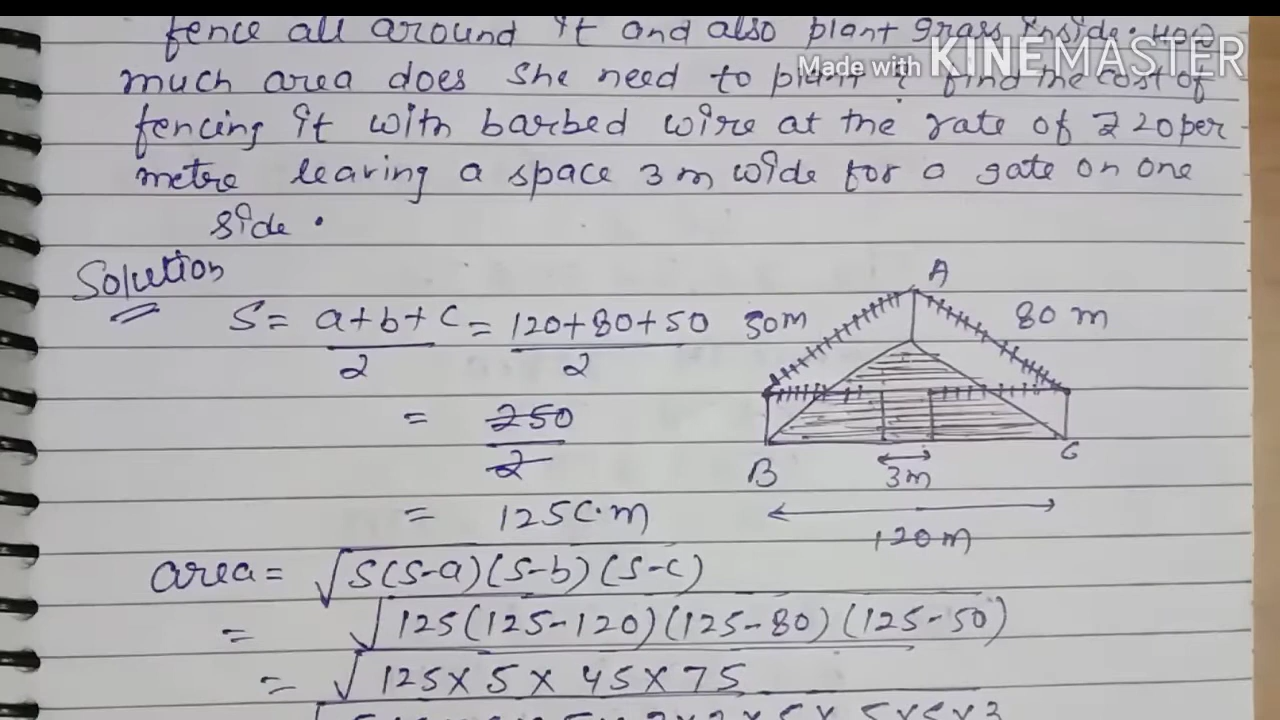 fence all around it and also plant grass inside. How
Made with KINEMASTER
much area does she need to plant ? find the cost of
fencing it with barbed wire at the rate of ₹ 20 per
metre leaving a space 3m wide for a gate on one
side.
Solution
A
S = a+b+c/2 = 120+80+50/2
50m
80 m
= 250/2
B
C
3m
= 125 C.m
120m
area = √S(S-a)(S-b)(S-c)
= √125(125-120)(125-80)(125-50)
= √125×5×45×75